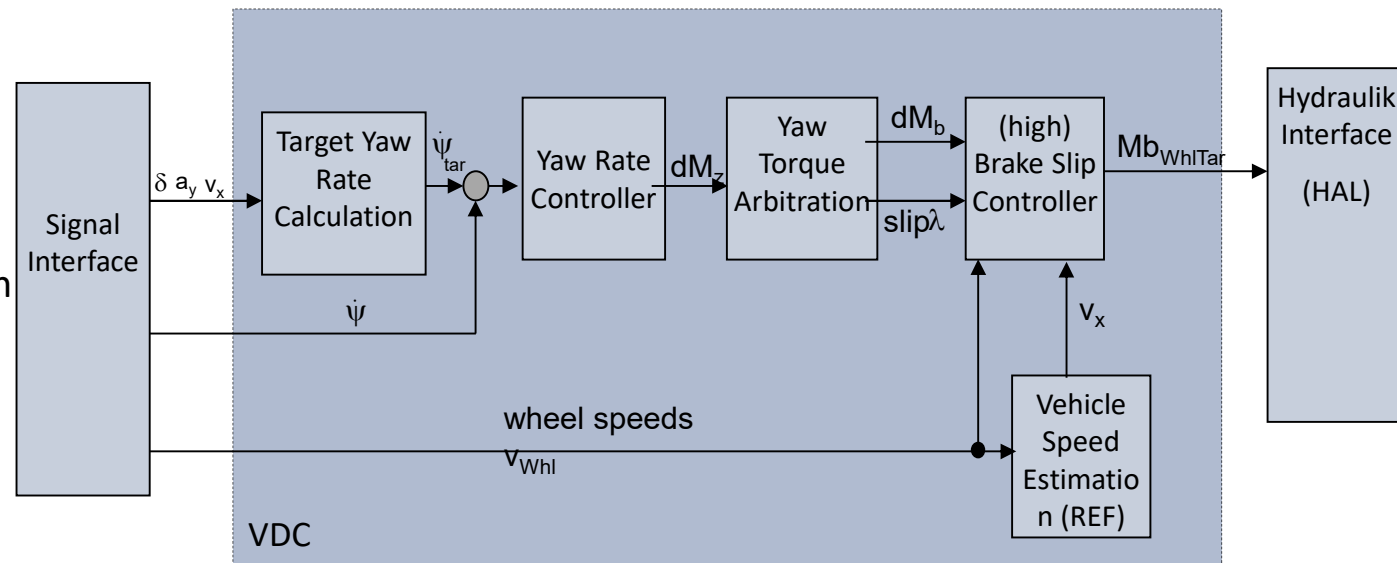 Signal
Interface
δ a_y v_x
Target Yaw
Rate
Calculation
ψ̇_tar
Yaw Rate
Controller
dM_z
Yaw
Torque
Arbitration
dM_b
slipλ
(high)
Brake Slip
Controller
Mb_WhlTar
Hydraulik
Interface
(HAL)
n
ψ̇
v_x
wheel speeds
v_Whl
Vehicle
Speed
Estimatio
n (REF)
VDC